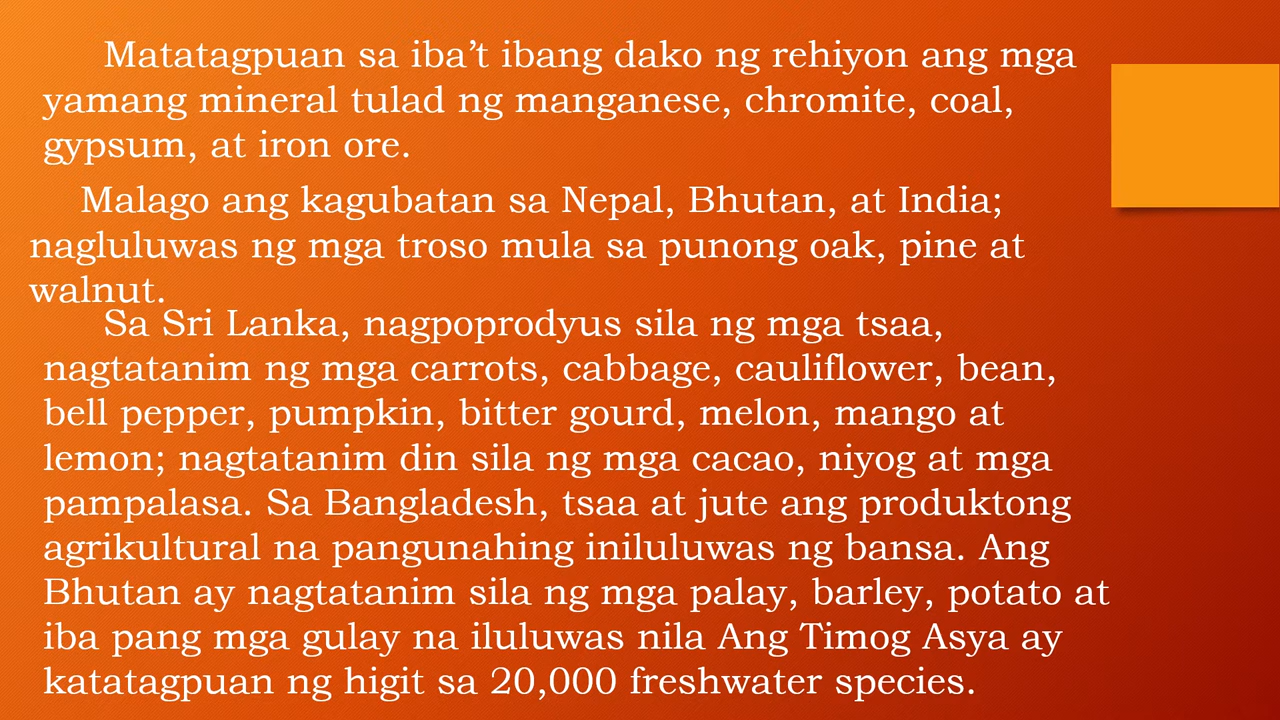 Matatagpuan sa iba’t ibang dako ng rehiyon ang mga
yamang mineral tulad ng manganese, chromite, coal,
gypsum, at iron ore.
Malago ang kagubatan sa Nepal, Bhutan, at India;
nagluluwas ng mga troso mula sa punong oak, pine at
walnut.
Sa Sri Lanka, nagpoprodyus sila ng mga tsaa,
nagtatanim ng mga carrots, cabbage, cauliflower, bean,
bell pepper, pumpkin, bitter gourd, melon, mango at
lemon; nagtatanim din sila ng mga cacao, niyog at mga
pampalasa. Sa Bangladesh, tsaa at jute ang produktong
agrikultural na pangunahing iniluluwas ng bansa. Ang
Bhutan ay nagtatanim sila ng mga palay, barley, potato at
iba pang mga gulay na iluluwas nila Ang Timog Asya ay
katatagpuan ng higit sa 20,000 freshwater species.